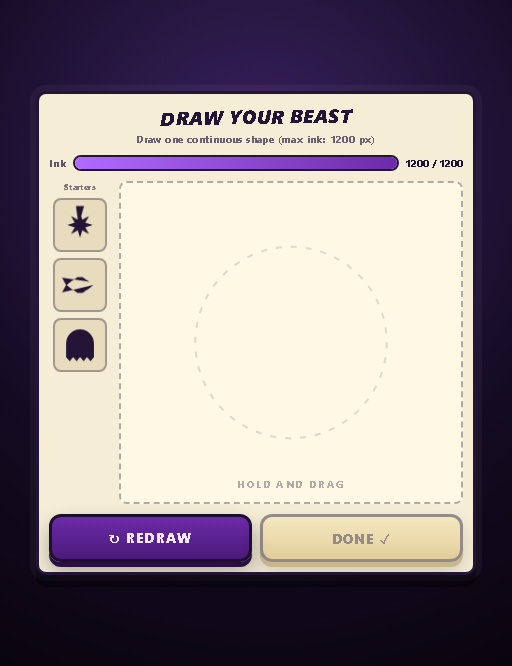 DRAW YOUR BEAST
Draw one continuous shape (max ink: 1200 px)
Ink 1200 / 1200
Starters
HOLD AND DRAG
↻ REDRAW
DONE ✓